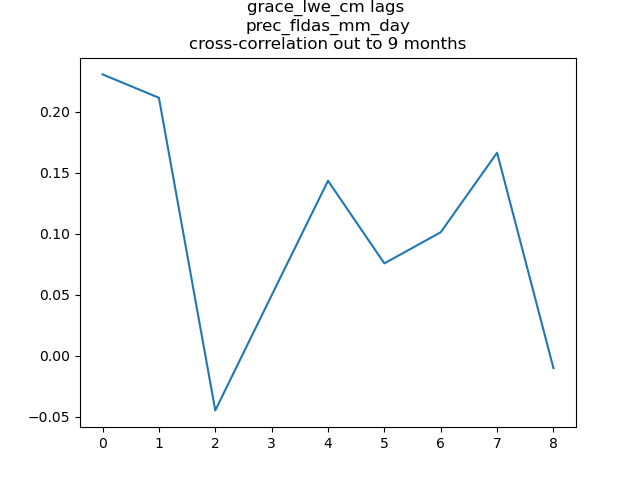 grace_lwe_cm lags
prec_fldas_mm_day
cross-correlation out to 9 months
0.20
0.15
0.10
0.05
0.00
−0.05
0 1 2 3 4 5 6 7 8